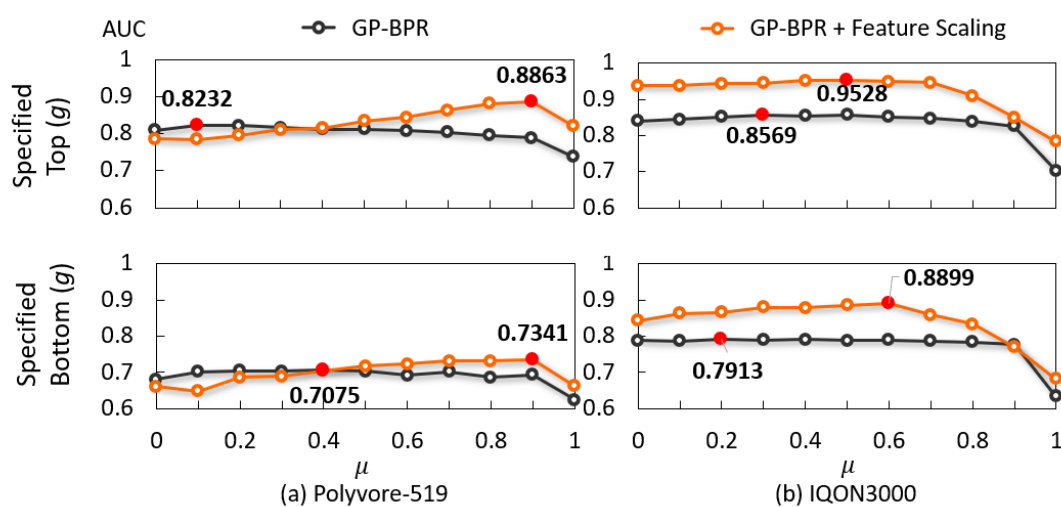 AUC
GP-BPR
GP-BPR + Feature Scaling
Specified
Top (g)
1
0.9
0.8
0.7
0.6
0.8232
0.8863
1
0.9
0.8
0.7
0.6
0.9528
0.8569
Specified
Bottom (g)
1
0.9
0.8
0.7
0.6
0.7341
0.7075
1
0.9
0.8
0.7
0.6
0.8899
0.7913
0 0.2 0.4 0.6 0.8 1
0 0.2 0.4 0.6 0.8 1
μ
μ
(a) Polyvore-519
(b) IQON3000